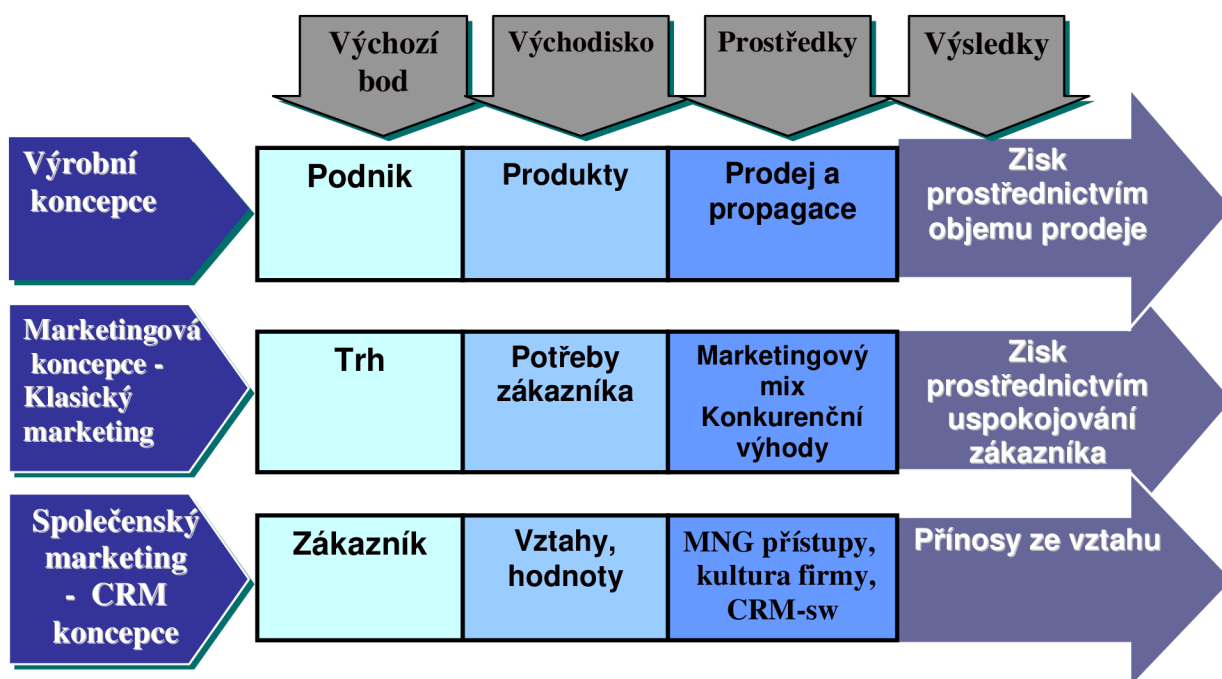 Výchozí
bod
Východisko
Prostředky
Výsledky
Výrobní
koncepce
Podnik
Produkty
Prodej a
propagace
Zisk
prostřednictvím
objemu prodeje
Marketingová
koncepce -
Klasický
marketing
Trh
Potřeby
zákazníka
Marketingový
mix
Konkurenční
výhody
Zisk
prostřednictvím
uspokojování
zákazníka
Společenský
marketing
- CRM
koncepce
Zákazník
Vztahy,
hodnoty
MNG přístupy,
kultura firmy,
CRM-sw
Přínosy ze vztahu